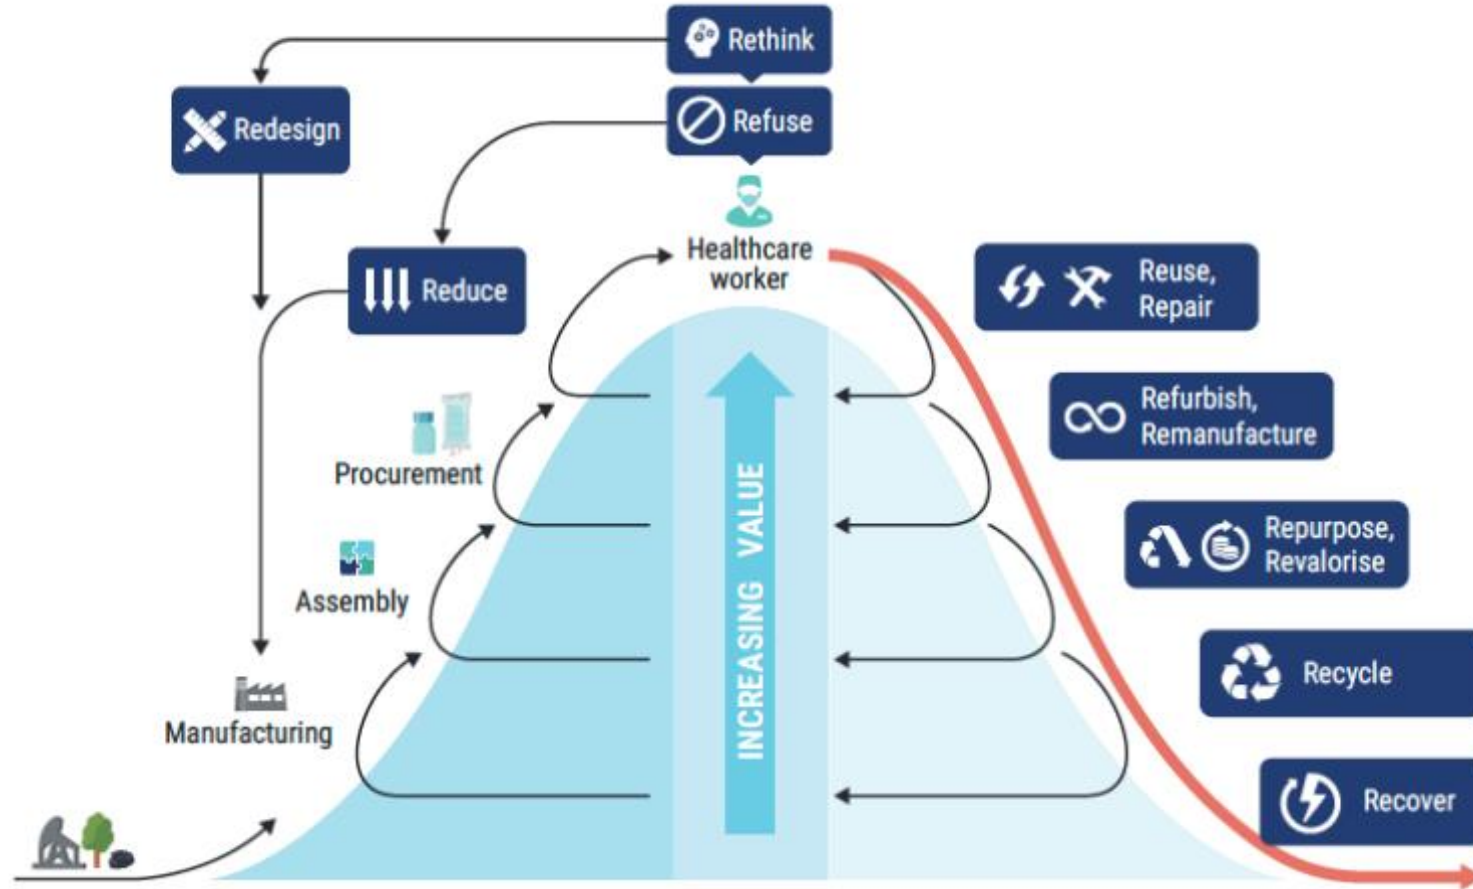 Rethink
Redesign
Refuse
Reduce
Healthcare
worker
Reuse,
Repair
Refurbish,
Remanufacture
Procurement
Repurpose,
Revalorise
Assembly
INCREASING VALUE
Recycle
Manufacturing
Recover